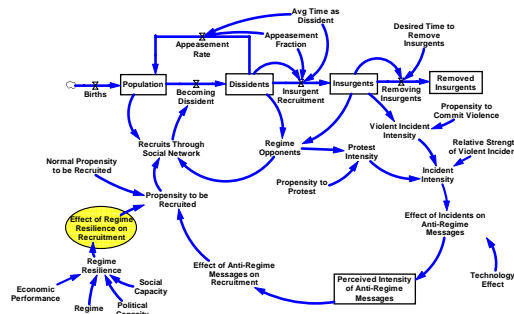 Avg Time as
Dissident
Appeasement
Fraction
Desired Time to
Remove
Insurgents
Appeasement
Rate
Population
Dissidents
Insurgents
Removed
Insurgents
Births
Becoming
Dissident
Insurgent
Recruitment
Removing
Insurgents
Propensity to
Commit Violence
Violent Incident
Intensity
Recruits Through
Social Network
Regime
Opponents
Protest
Intensity
Relative Strengt
of Violent Inciden
Normal Propensity
to be Recruited
Incident
Intensity
Propensity to be
Recruited
Propensity to
Protest
Effect of Regime
Resilience on
Recruitment
Effect of Incidents on
Anti-Regime
Messages
Regime
Resilience
Effect of Anti-Regime
Messages on
Recruitment
Perceived Intensity
of Anti-Regime
Messages
Technology
Effect
Economic
Performance
Social
Capacity
Regime
Political
Capacity